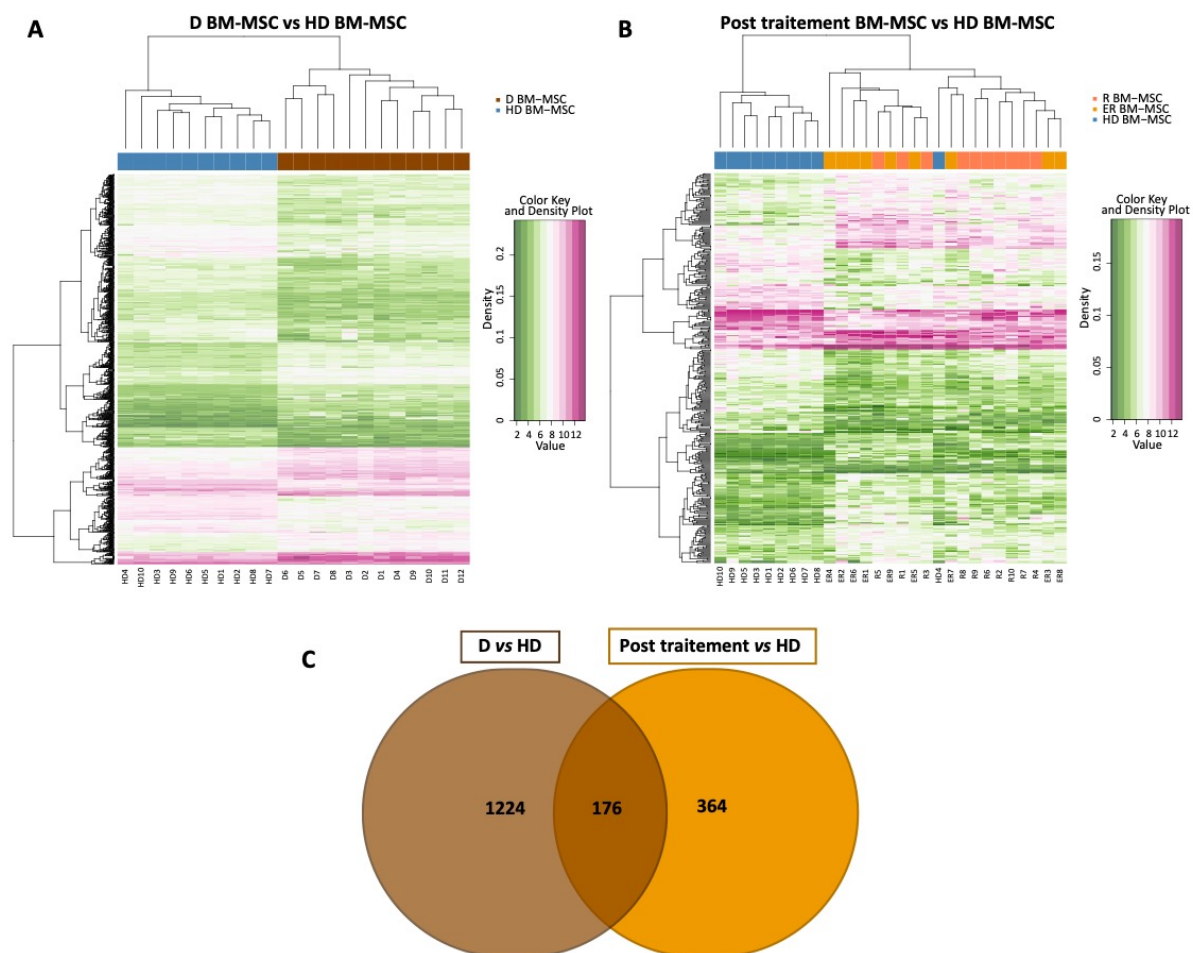 A
D BM-MSC vs HD BM-MSC
D BM−MSC
HD BM−MSC
Color Key
and Density Plot
Density
0
0.05
0.1
0.15
0.2
2 4 6 8 10 12
Value
HD4 HD10 HD3 HD9 HD6 HD5 HD1 HD2 HD8 HD7 D6 D5 D7 D8 D3 D2 D1 D4 D9 D10 D11 D12
B
Post traitement BM-MSC vs HD BM-MSC
R BM−MSC
ER BM−MSC
HD BM−MSC
Color Key
and Density Plot
Density
0
0.05
0.1
0.15
2 4 6 8 10 12
Value
HD10 HD9 HD5 HD3 HD1 HD2 HD6 HD7 HD8 ER4 ER2 ER6 ER1 R5 ER9 R1 ER5 R3 HD4 ER7 R8 R9 R6 R2 R10 R7 R4 ER3 ER8
C
D vs HD
Post traitement vs HD
1224
176
364